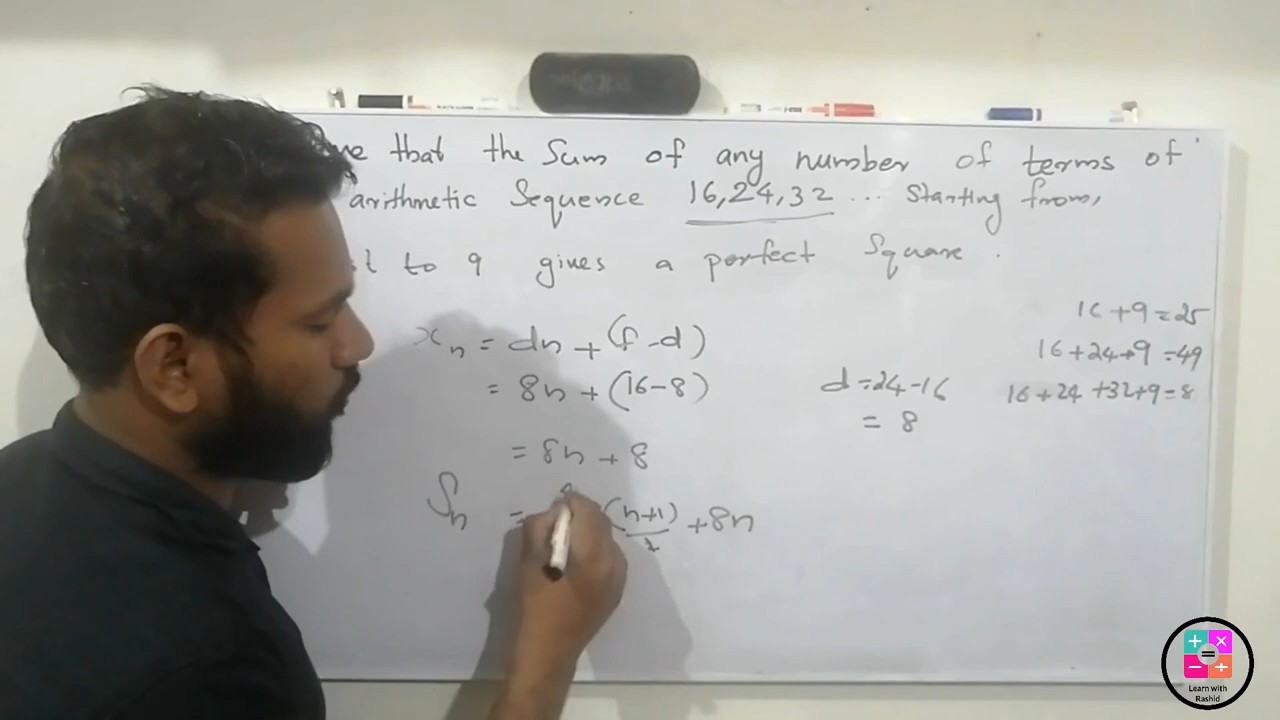 that the Sum of any number of terms of
arithmetic Sequence 16,24,32 ... Starting from,
to 9 gives a perfect Square .
16+9=25
xn = dn + (f-d)
16+24+9=49
= 8n + (16-8)
d=24-16
16+24+32+9=8
= 8
= 8n + 8
Sn = (n+1)/2 +8n
Learn with
Rashid